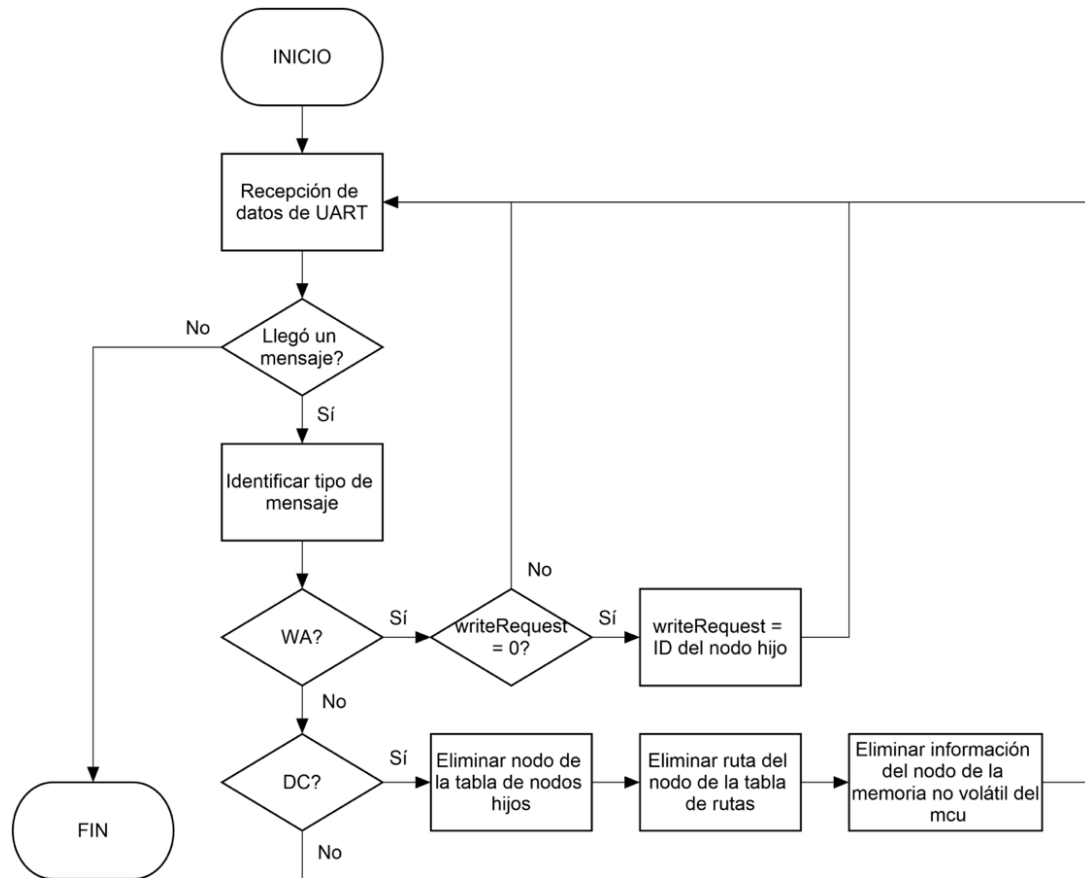 INICIO
Recepción de
datos de UART
No
Llegó un
mensaje?
Sí
Identificar tipo de
mensaje
No
WA?
Sí
writeRequest
= 0?
Sí
writeRequest =
ID del nodo hijo
No
DC?
Sí
Eliminar nodo de
la tabla de nodos
hijos
Eliminar ruta del
nodo de la tabla
de rutas
Eliminar información
del nodo de la
memoria no volátil del
mcu
FIN
No